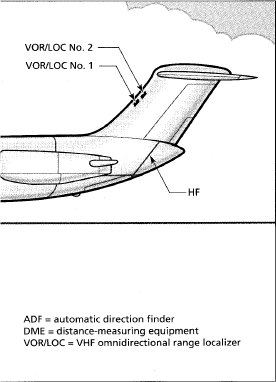 VOR/LOC No. 2
VOR/LOC No. 1
HF
ADF = automatic direction finder
DME = distance-measuring equipment
VOR/LOC = VHF omnidirectional range localizer